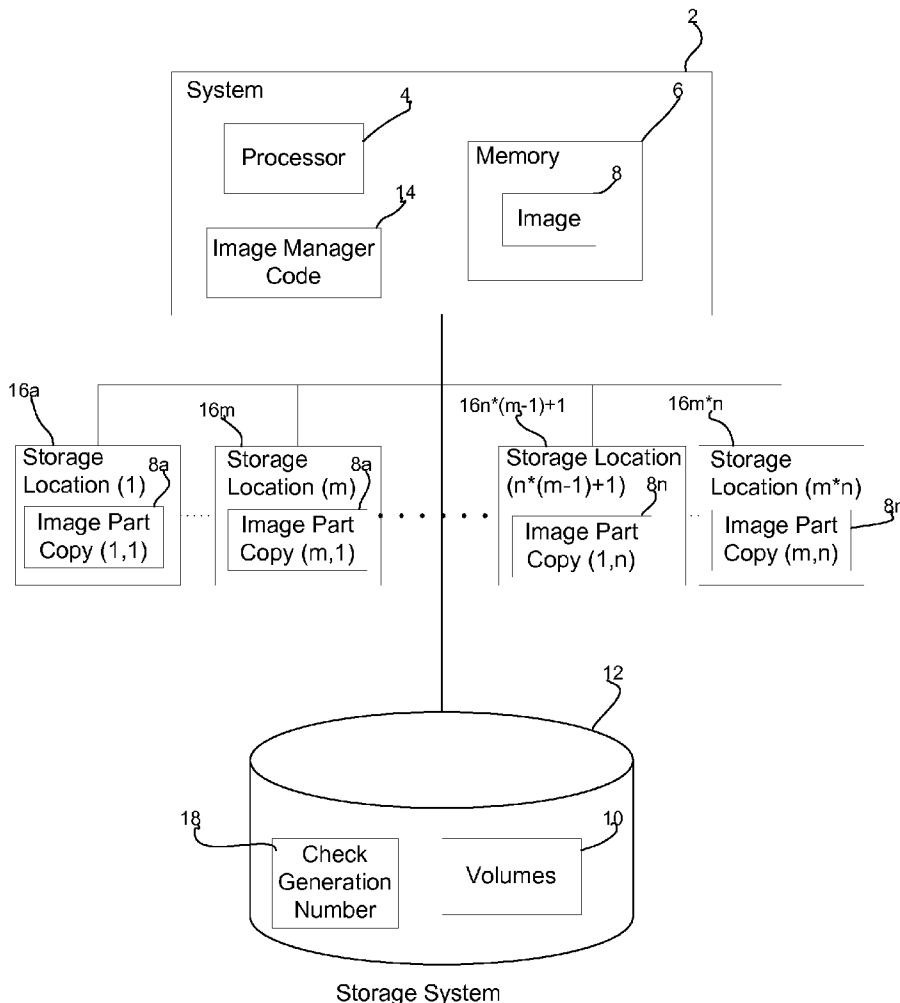 2
System
4
6
Processor
Memory
8
14
Image
Image Manager
Code
16a
16m
16n*(m-1)+1
16m*n
Storage
Location (1)
8a
Image Part
Copy (1,1)
Storage
Location (m)
8a
Image Part
Copy (m,1)
Storage Location
(n*(m-1)+1)
8n
Image Part
Copy (1,n)
Storage
Location (m*n)
8n
Image Part
Copy (m,n)
12
18
10
Check
Generation
Number
Volumes
Storage System